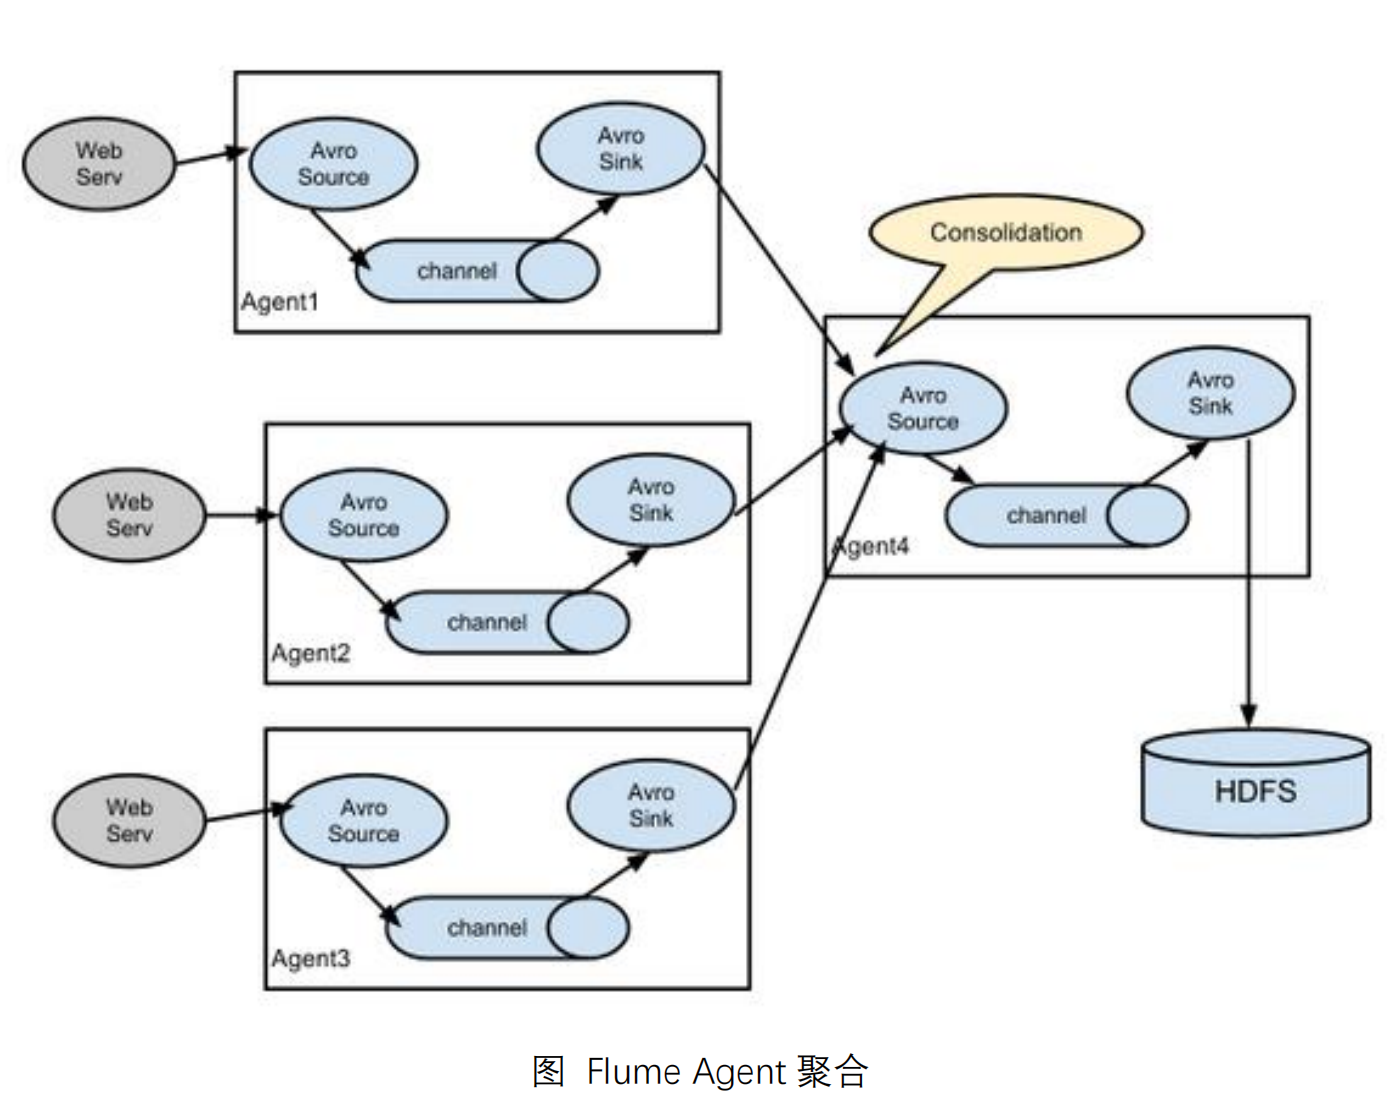 Web
Serv
Avro
Source
Avro
Sink
channel
Agent1
Consolidation
Web
Serv
Avro
Source
Avro
Sink
channel
Agent2
Avro
Source
Avro
Sink
channel
Agent4
Web
Serv
Avro
Source
Avro
Sink
channel
Agent3
HDFS
图 Flume Agent 聚合